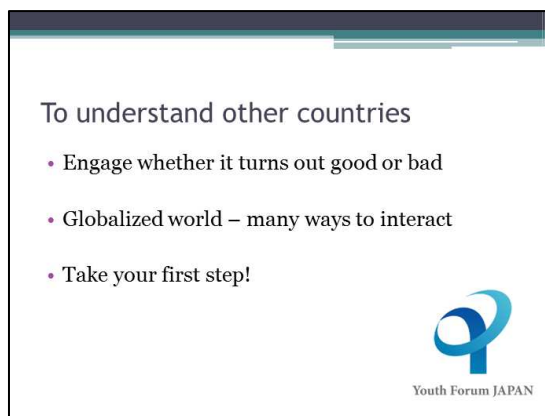 To understand other countries
• Engage whether it turns out good or bad
• Globalized world – many ways to interact
• Take your first step!
Youth Forum JAPAN